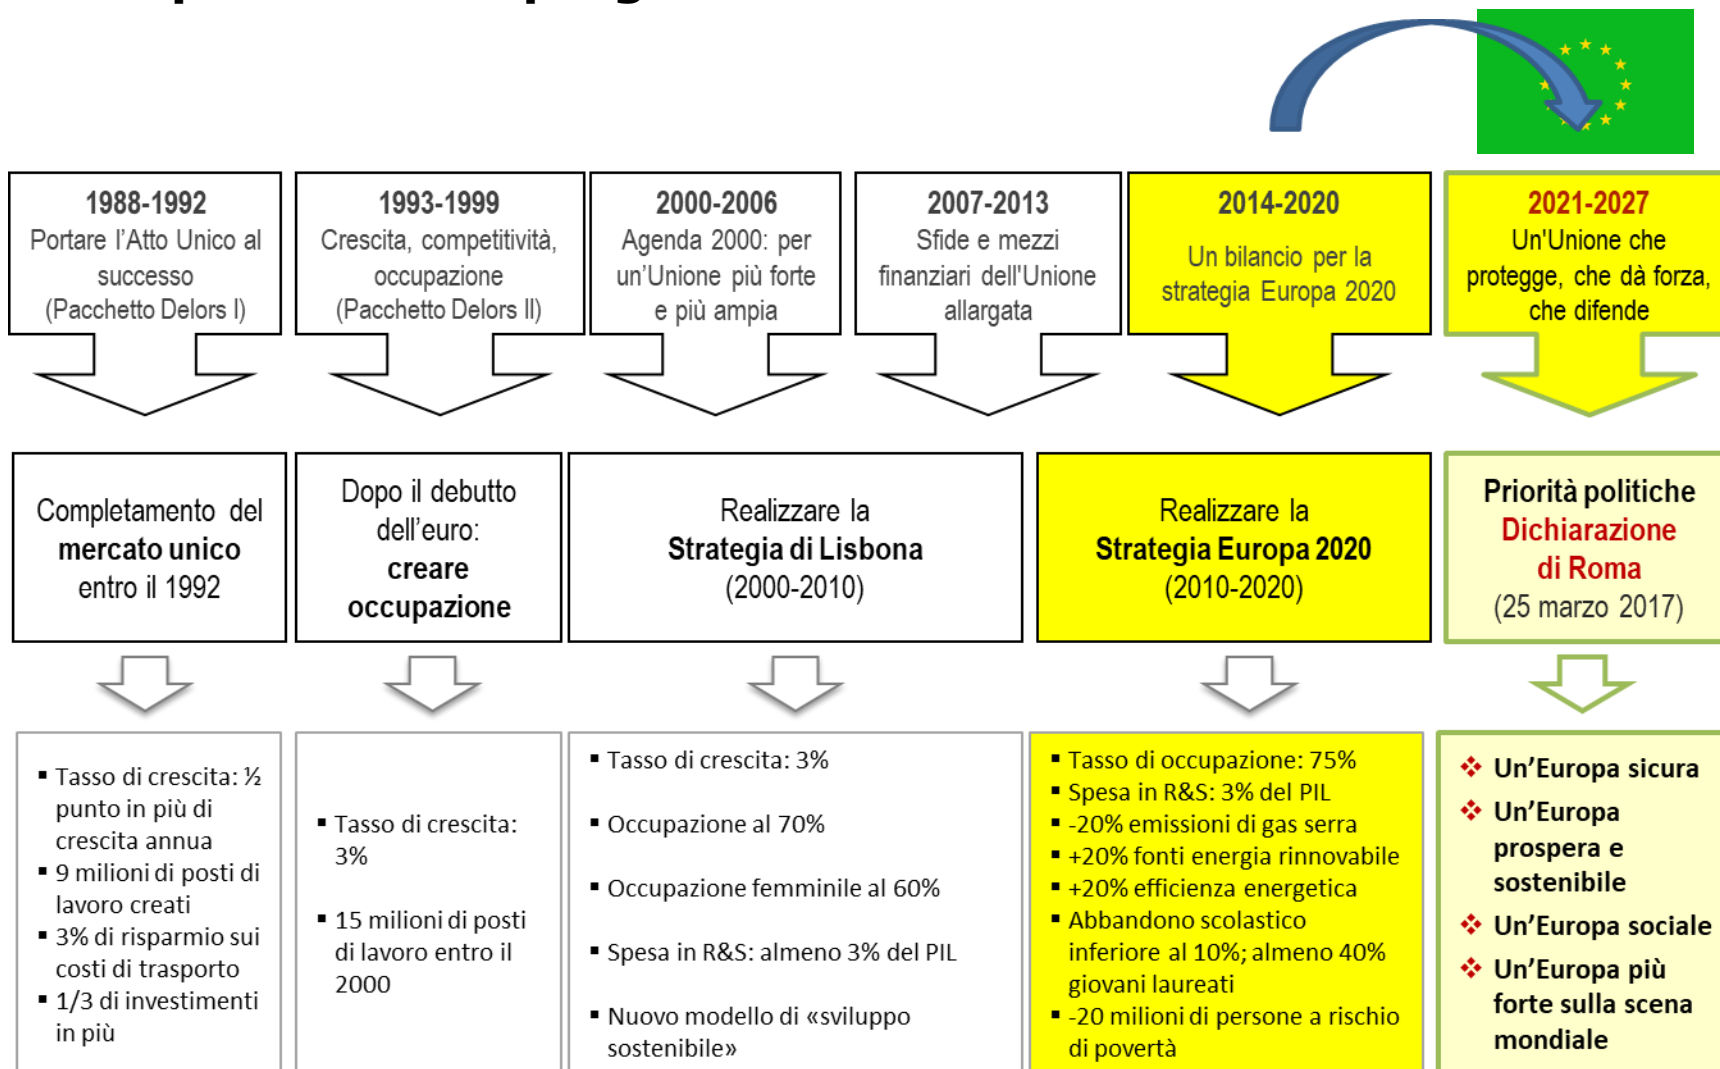 1988-1992
Portare l’Atto Unico al
successo
(Pacchetto Delors I)
1993-1999
Crescita, competitività,
occupazione
(Pacchetto Delors II)
2000-2006
Agenda 2000: per
un’Unione più forte
e più ampia
2007-2013
Sfide e mezzi
finanziari dell'Unione
allargata
2014-2020
Un bilancio per la
strategia Europa 2020
2021-2027
Un'Unione che
protegge, che dà forza,
che difende
Completamento del
mercato unico
entro il 1992
Dopo il debutto
dell’euro:
creare
occupazione
Realizzare la
Strategia di Lisbona
(2000-2010)
Realizzare la
Strategia Europa 2020
(2010-2020)
Priorità politiche
Dichiarazione
di Roma
(25 marzo 2017)
▪ Tasso di crescita: ½
punto in più di
crescita annua
▪ 9 milioni di posti di
lavoro creati
▪ 3% di risparmio sui
costi di trasporto
▪ 1/3 di investimenti
in più
▪ Tasso di crescita:
3%
▪ 15 milioni di posti
di lavoro entro il
2000
▪ Tasso di crescita: 3%
▪ Occupazione al 70%
▪ Occupazione femminile al 60%
▪ Spesa in R&S: almeno 3% del PIL
▪ Nuovo modello di «sviluppo
sostenibile»
▪ Tasso di occupazione: 75%
▪ Spesa in R&S: 3% del PIL
▪ -20% emissioni di gas serra
▪ +20% fonti energia rinnovabile
▪ +20% efficienza energetica
▪ Abbandono scolastico
inferiore al 10%; almeno 40%
giovani laureati
▪ -20 milioni di persone a rischio
di povertà
❖ Un’Europa sicura
❖ Un’Europa
prospera e
sostenibile
❖ Un’Europa sociale
❖ Un’Europa più
forte sulla scena
mondiale